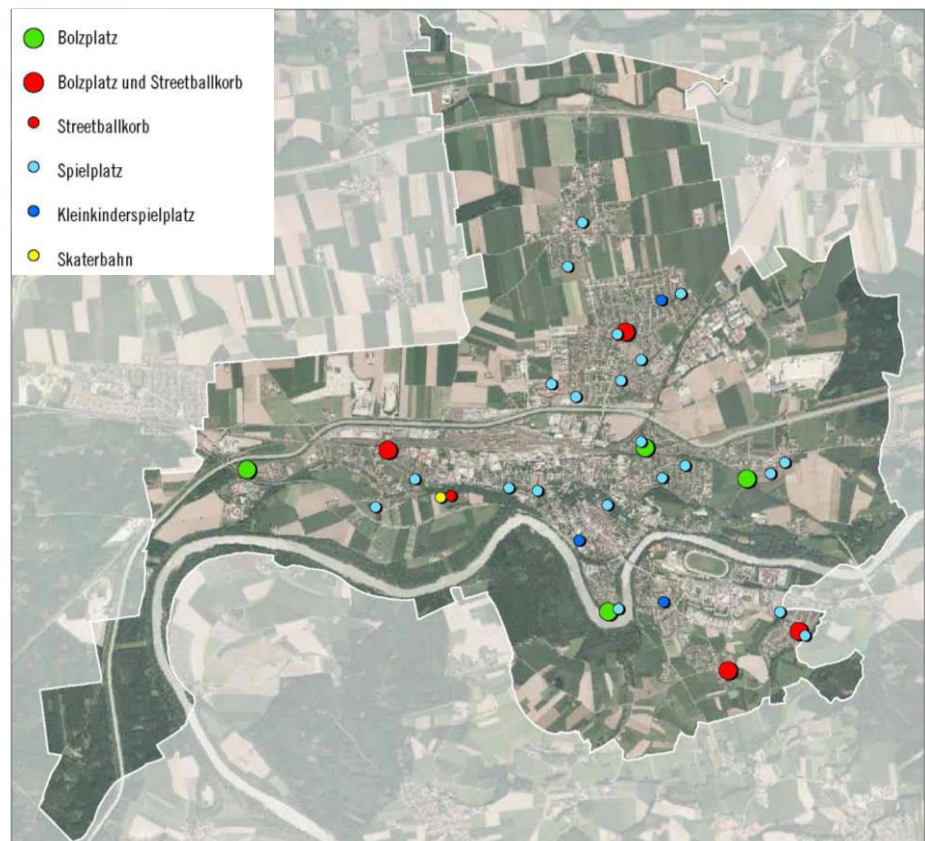 Bolzplatz
Bolzplatz und Streetballkorb
Streetballkorb
Spielplatz
Kleinkinderspielplatz
Skaterbahn